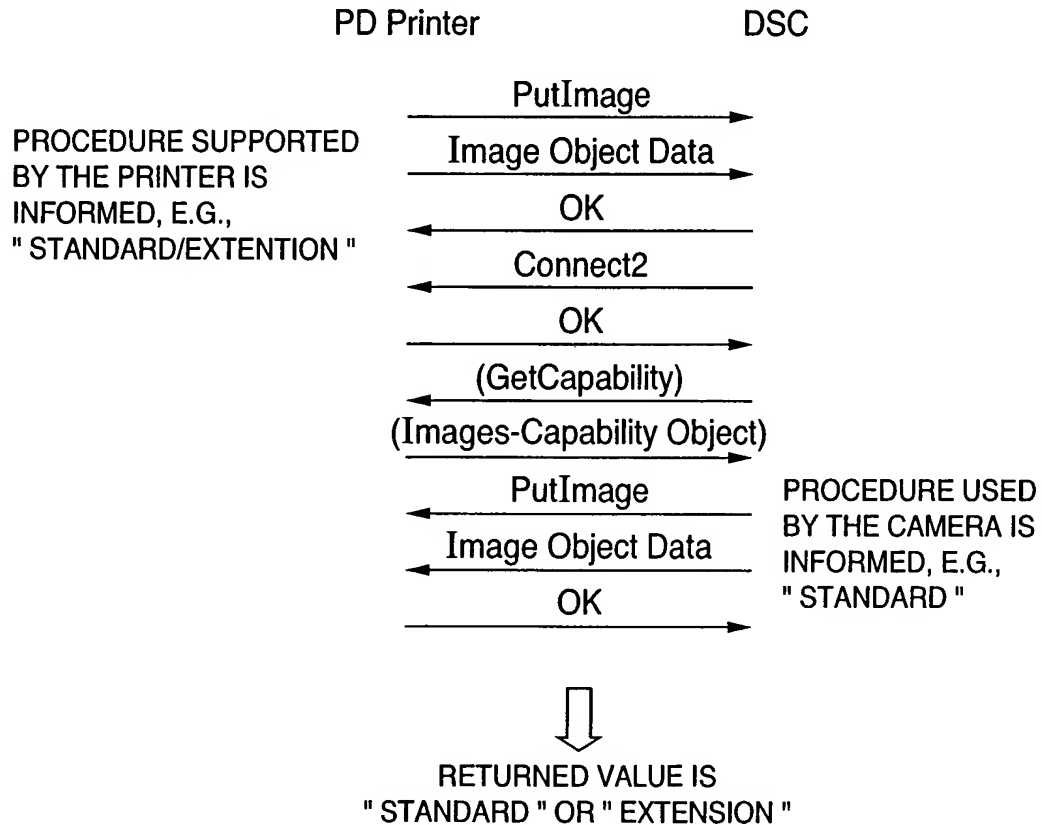 PD Printer DSC
PutImage
PROCEDURE SUPPORTED
BY THE PRINTER IS
INFORMED, E.G.,
" STANDARD/EXTENTION "
Image Object Data
OK
Connect2
OK
(GetCapability)
(Images-Capability Object)
PutImage
PROCEDURE USED
BY THE CAMERA IS
INFORMED, E.G.,
" STANDARD "
Image Object Data
OK
RETURNED VALUE IS
" STANDARD " OR " EXTENSION "